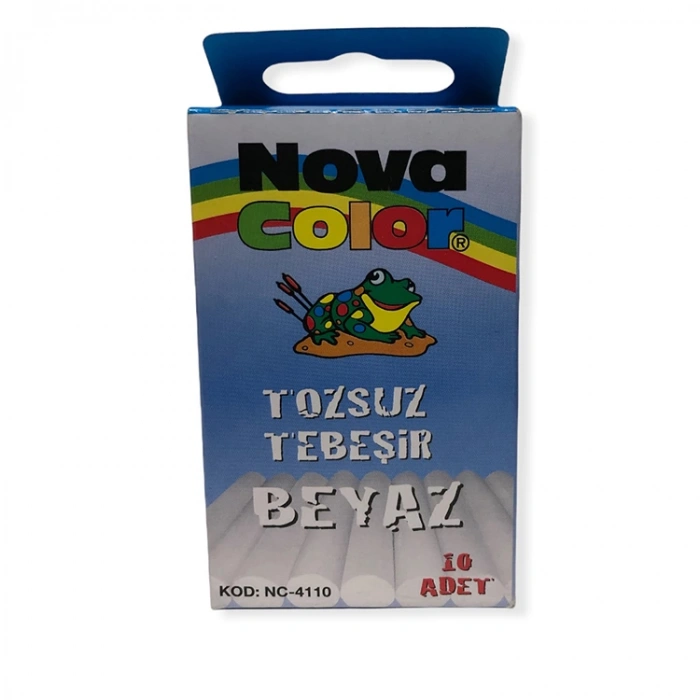 Nova
Color®
TOZSUZ
TEBEŞİR
BEYAZ
10
ADET
KOD: NC-4110